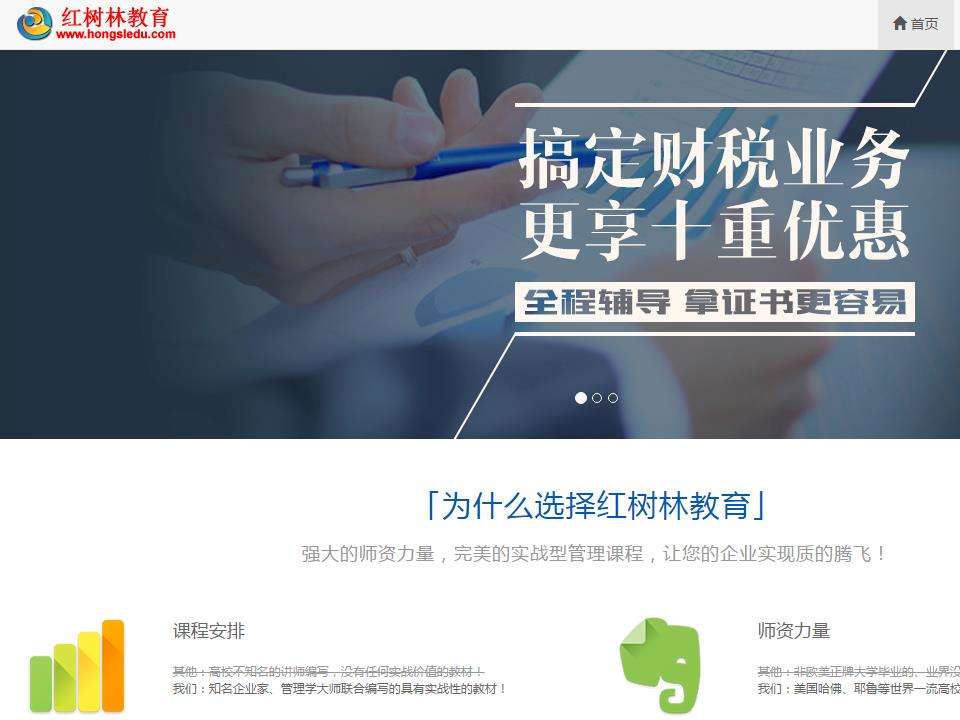 红树林教育
www.hongsledu.com
首页
搞定财税业务
更享十重优惠
全程辅导 拿证书更容易
「为什么选择红树林教育」
强大的师资力量，完美的实战型管理课程，让您的企业实现质的腾飞！
课程安排
其他：高校不知名的讲师编写，没有任何实战价值的教材！
我们：知名企业家、管理学大师联合编写的具有实战性的教材！
师资力量
其他：非欧美正牌大学毕业的、业界没
我们：美国哈佛、耶鲁等世界一流高校